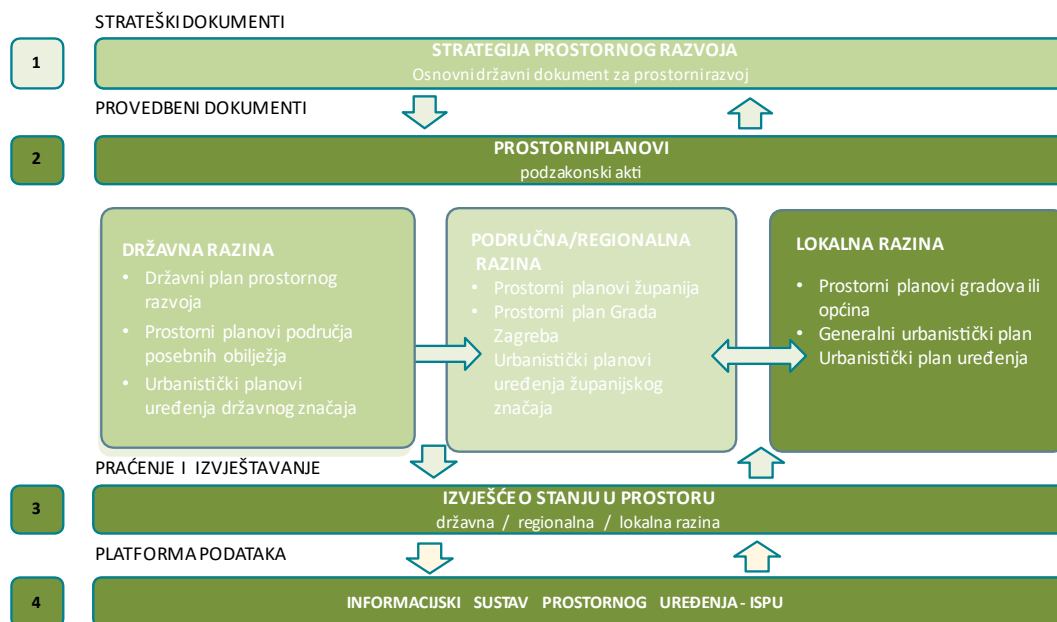 STRATEŠKI DOKUMENTI
1
STRATEGIJA PROSTORNOG RAZVOJA
Osnovni državni dokument za prostorni razvoj
PROVEDBENI DOKUMENTI
2
PROSTORNI PLANOVI
podzakonski akti
DRŽAVNA RAZINA
• Državni plan prostornog
razvoja
• Prostorni planovi područja
posebnih obilježja
• Urbanistički planovi
uređenja državnog značaja
PODRUČNA/REGIONALNA
RAZINA
• Prostorni planovi županija
• Prostorni plan Grada
Zagreba
• Urbanistički planovi
uređenja županijskog
značaja
LOKALNA RAZINA
• Prostorni planovi gradova ili
općina
• Generalni urbanistički plan
• Urbanistički plan uređenja
PRAĆENJE I IZVJEŠTAVANJE
3
IZVJEŠĆE O STANJU U PROSTORU
državna / regionalna / lokalna razina
PLATFORMA PODATAKA
4
INFORMACIJSKI SUSTAV PROSTORNOG UREĐENJA - ISPU